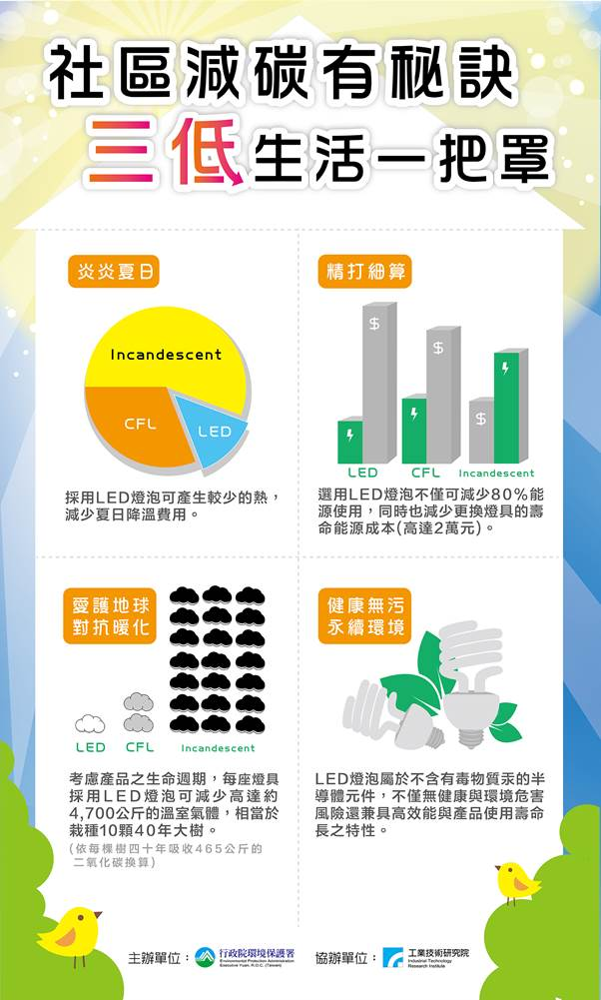 社區減碳有秘訣
三低生活一把罩
炎炎夏日
Incandescent
CFL
LED
採用LED燈泡可產生較少的熱，
減少夏日降溫費用。
精打細算
$
$
$
LED
CFL
Incandescent
選用LED燈泡不僅可減少80%能
源使用，同時也減少更換燈具的壽
命能源成本(高達2萬元)。
愛護地球
對抗暖化
LED
CFL
Incandescent
考慮產品之生命週期，每座燈具
採用LED燈泡可減少高達約
4,700公斤的溫室氣體，相當於
栽種10顆40年大樹。
(依每棵樹四十年吸收465公斤的
二氧化碳換算)
健康無污
永續環境
LED燈泡屬於不含有毒物質汞的半
導體元件，不僅無健康與環境危害
風險還兼具高效能與產品使用壽命
長之特性。
主辦單位：
行政院環境保護署
Environmental Protection Administration
Executive Yuan, R.O.C. (Taiwan)
協辦單位：
工業技術研究院
Industrial Technology
Research Institute